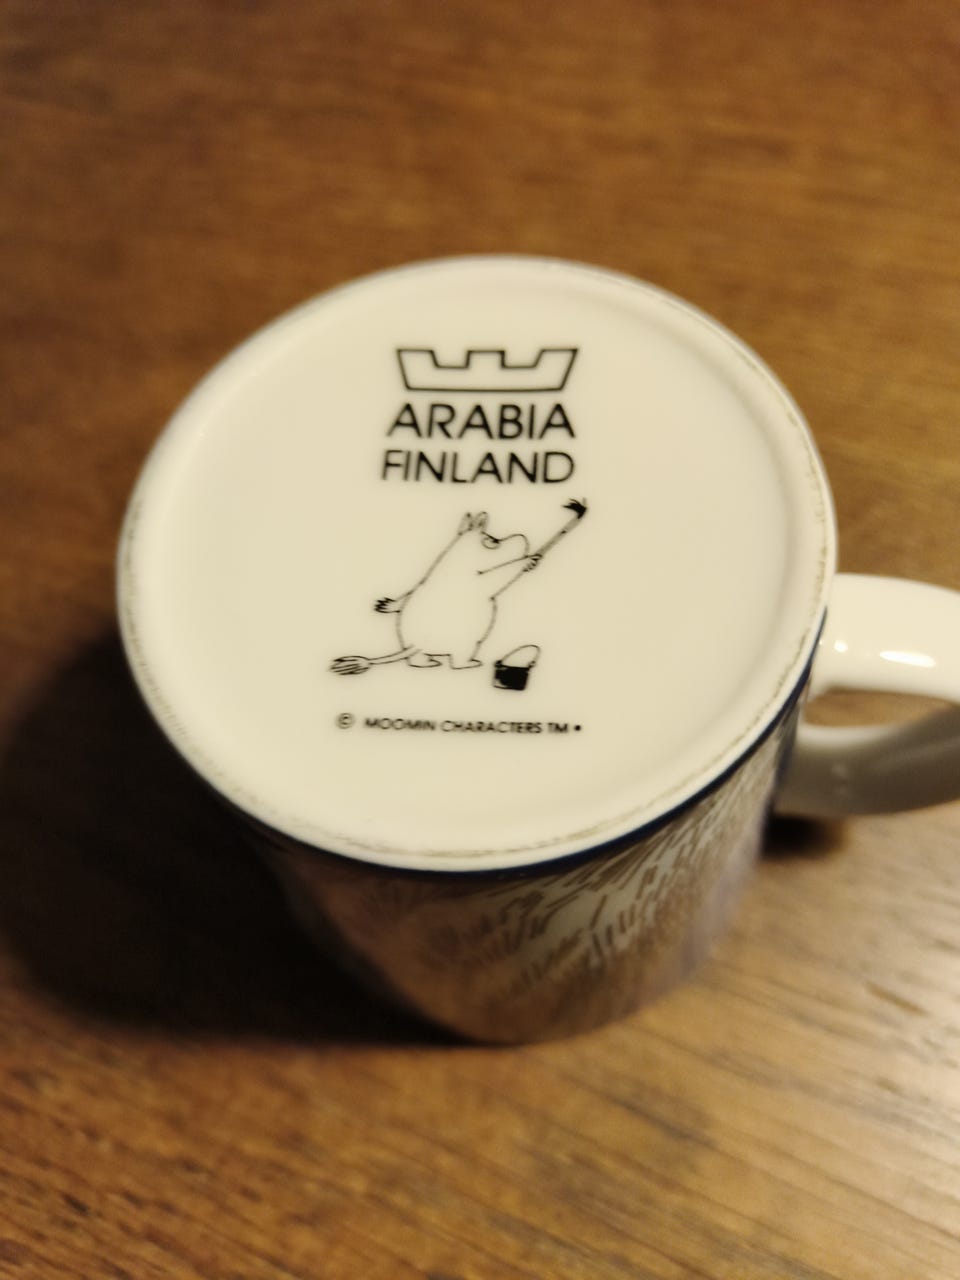 ARABIA
FINLAND
© MOOMIN CHARACTERS TM •